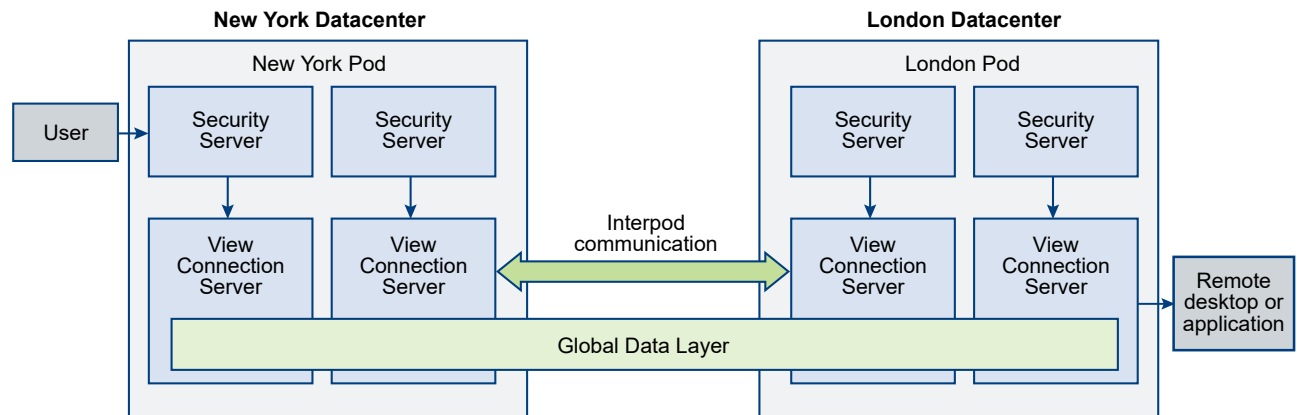 New York Datacenter
London Datacenter
New York Pod
London Pod
User
Security
Server
Security
Server
Security
Server
Security
Server
View
Connection
Server
View
Connection
Server
Interpod
communication
View
Connection
Server
View
Connection
Server
Remote
desktop or
application
Global Data Layer